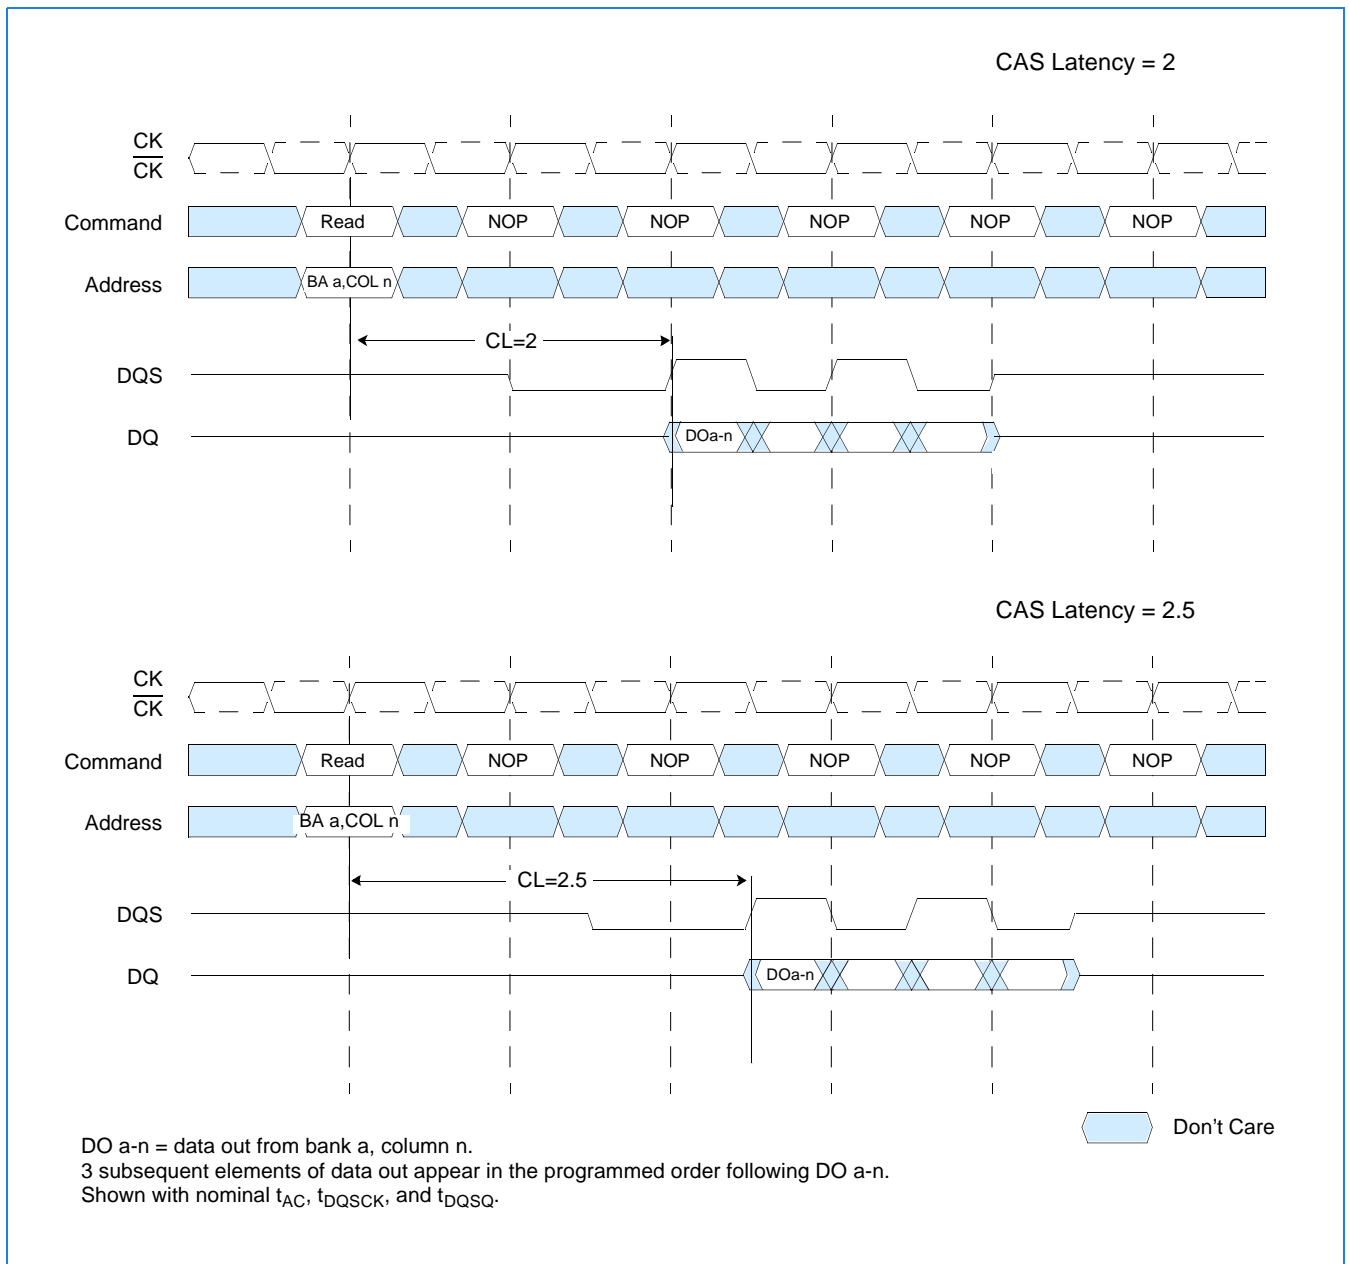 CAS Latency = 2
CK
CK
Command
Read
NOP
NOP
NOP
NOP
NOP
Address
BA a,COL n
CL=2
DQS
DQ
DOa-n
CAS Latency = 2.5
CK
CK
Command
Read
NOP
NOP
NOP
NOP
NOP
Address
BA a,COL n
CL=2.5
DQS
DQ
DOa-n
Don't Care
DO a-n = data out from bank a, column n.
3 subsequent elements of data out appear in the programmed order following DO a-n.
Shown with nominal tAC, tDQSCK, and tDQSQ.